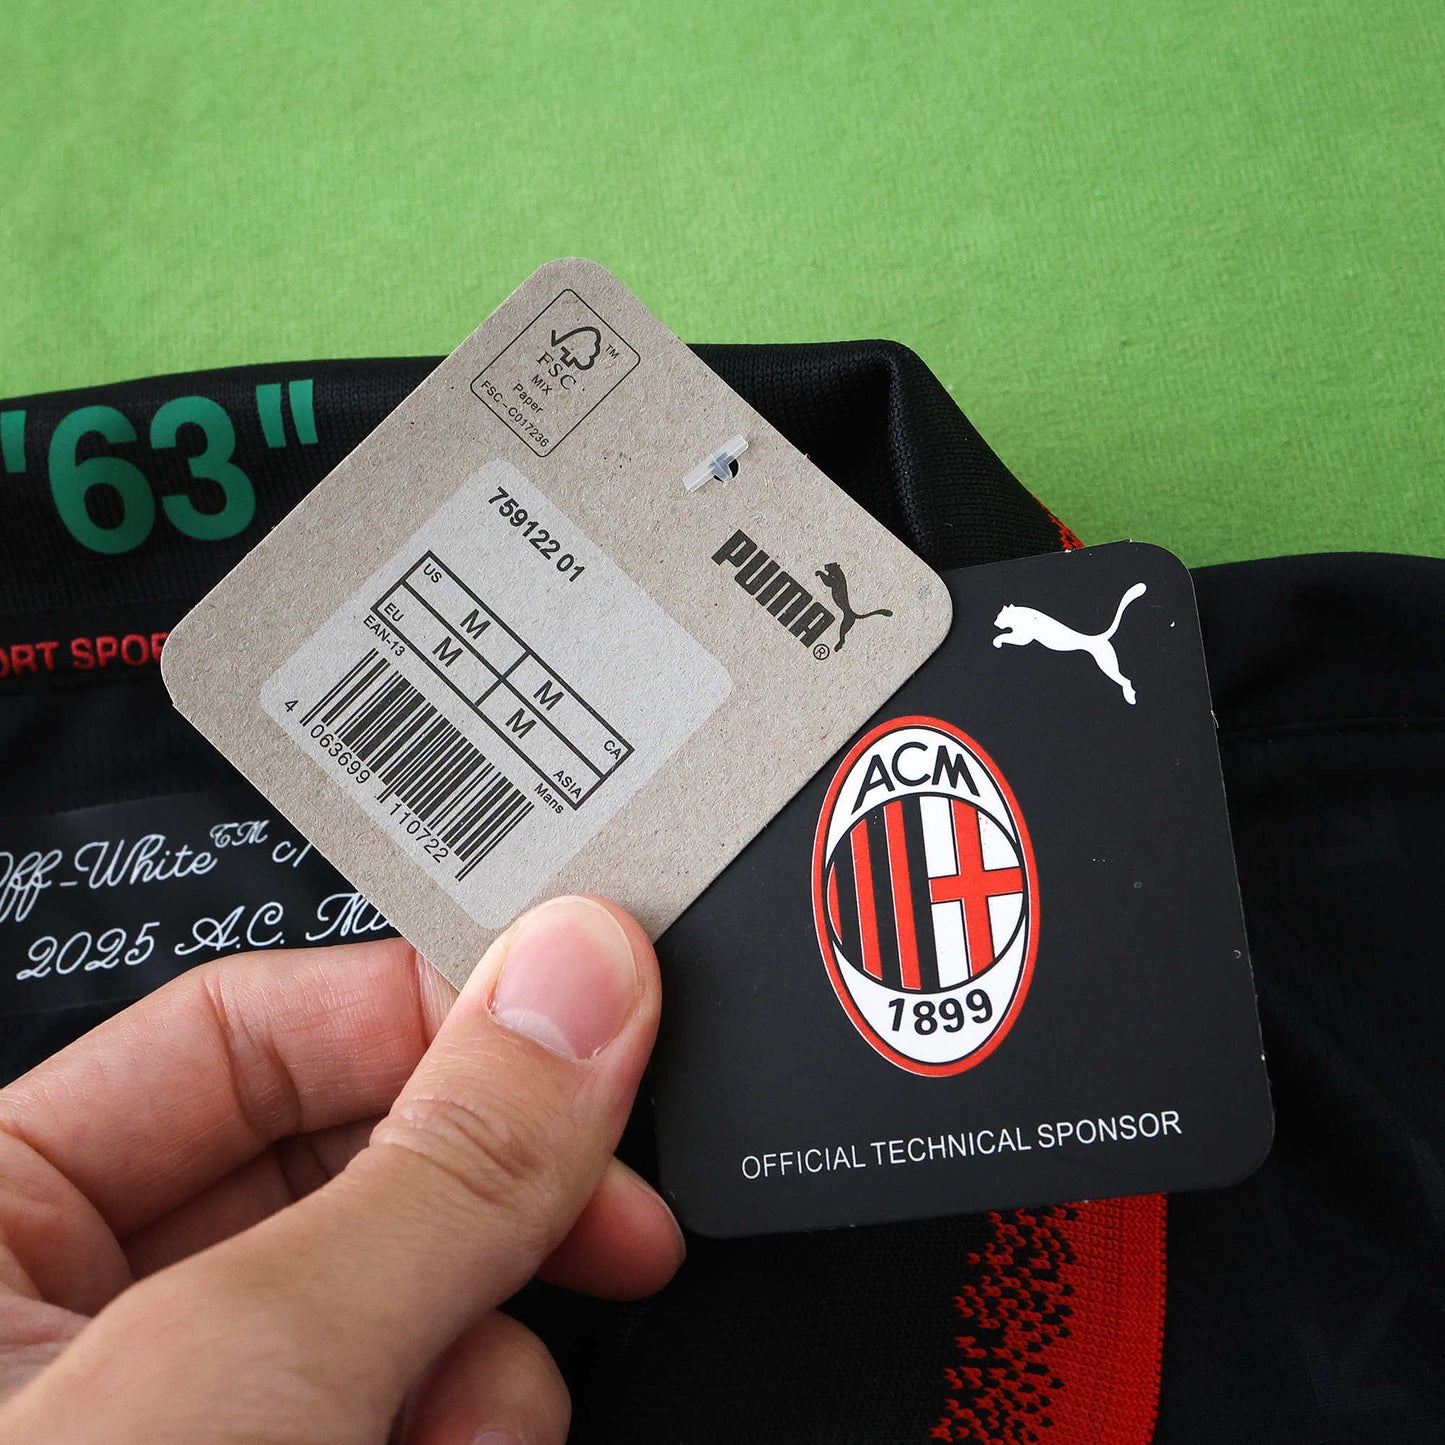 "63"
ORT SPOR
FSC™
MIX
Paper
FSC-C017236
759122 01
US M M CA
EU M M ASIA
EAN-13 Mans
4 063699 110722
PUMA®
Off-White™ c/
2025 A.C. Mi
ACM
1899
OFFICIAL TECHNICAL SPONSOR